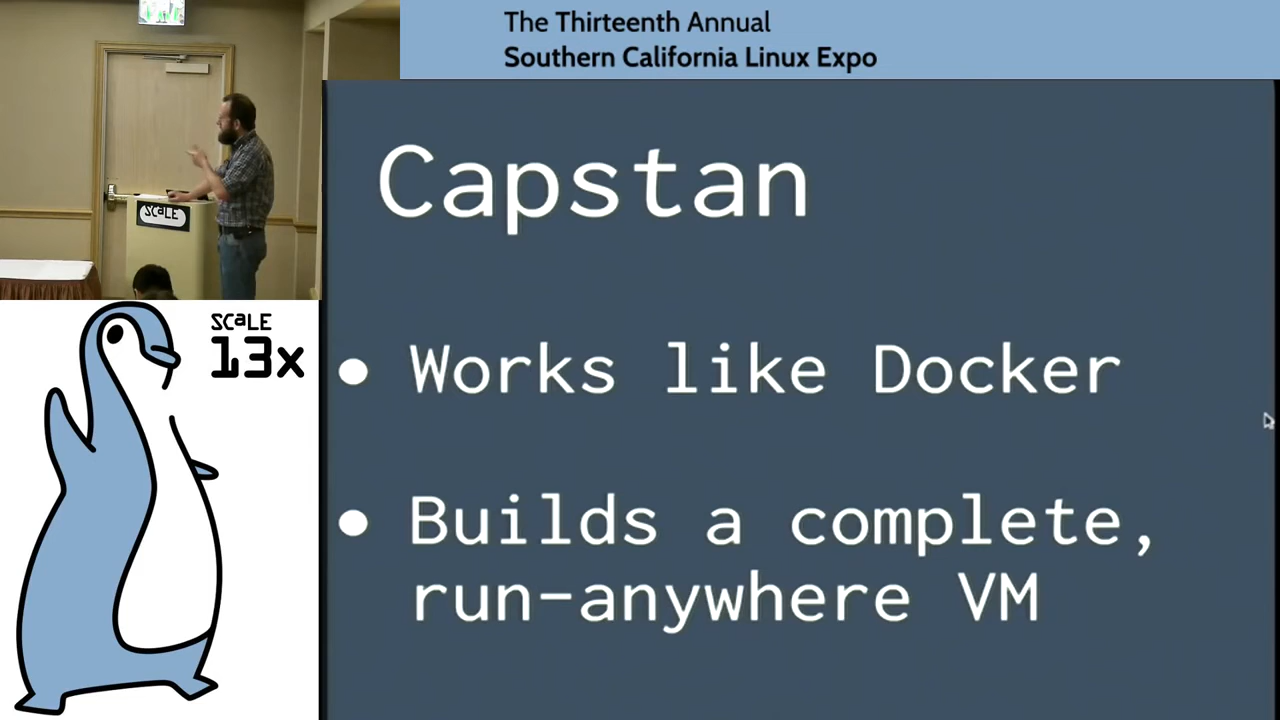 The Thirteenth Annual
Southern California Linux Expo
SCaLE
SCaLE
13x
Capstan
• Works like Docker
• Builds a complete,
run-anywhere VM